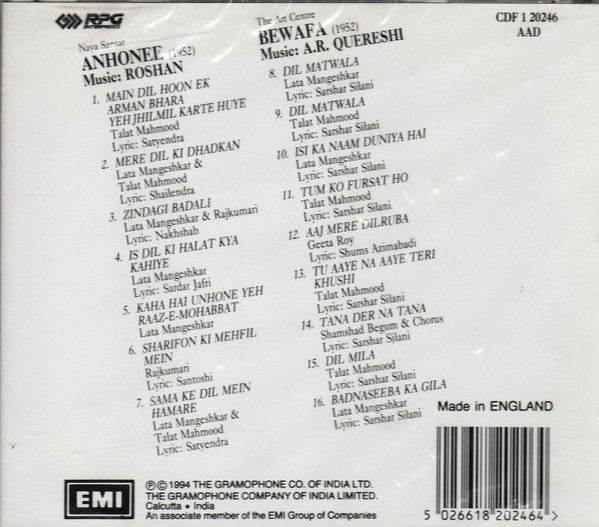 RPG
ENTERPRISES
Nava Sansar
ANHONEE (1952)
Music: ROSHAN
1. MAIN DIL HOON EK
ARMAN BHARA
YEH JHILMIL KARTE HUYE
Talat Mahmood
Lyric: Satyendra
2. MERE DIL KI DHADKAN
Lata Mangeshkar &
Talat Mahmood
Lyric: Shailendra
3. ZINDAGI BADALI
Lata Mangeshkar & Rajkumari
Lyric: Nakhshab
4. IS DIL KI HALAT KYA
KAHIYE
Lata Mangeshkar
Lyric: Sardar Jafri
5. KAHA HAI UNHONE YEH
RAAZ-E-MOHABBAT
Lata Mangeshkar
6. SHARIFON KI MEHFIL
MEIN
Rajkumari
Lyric: Santoshi
7. SAMA KE DIL MEIN
HAMARE
Lata Mangeshkar &
Talat Mahmood
Lyric: Satyendra
The Art Centre
BEWAFA (1952)
Music: A.R. QUERESHI
8. DIL MATWALA
Lata Mangeshkar
Lyric: Sarshar Silani
9. DIL MATWALA
Talat Mahmood
Lyric: Sarshar Silani
10. ISI KA NAAM DUNIYA HAI
Lata Mangeshkar
Lyric: Sarshar Silani
11. TUM KO FURSAT HO
Talat Mahmood
Lyric: Sarshar Silani
12. AAJ MERE DILRUBA
Geeta Roy
Lyric: Shums Azimabadi
13. TU AAYE NA AAYE TERI
KHUSHI
Talat Mahmood
Lyric: Sarshar Silani
14. TANA DER NA TANA
Shamshad Begum & Chorus
Lyric: Sarshar Silani
15. DIL MILA
Talat Mahmood
Lyric: Sarshar Silani
16. BADNASEEBA KA GILA
Lata Mangeshkar
Lyric: Sarshar Silani
CDF 1 20246
AAD
Made in ENGLAND
5 026618 202464 >
EMI
℗ © 1994 THE GRAMOPHONE CO. OF INDIA LTD.
THE GRAMOPHONE COMPANY OF INDIA LIMITED.
Calcutta • India
An associate member of the EMI Group of Companies